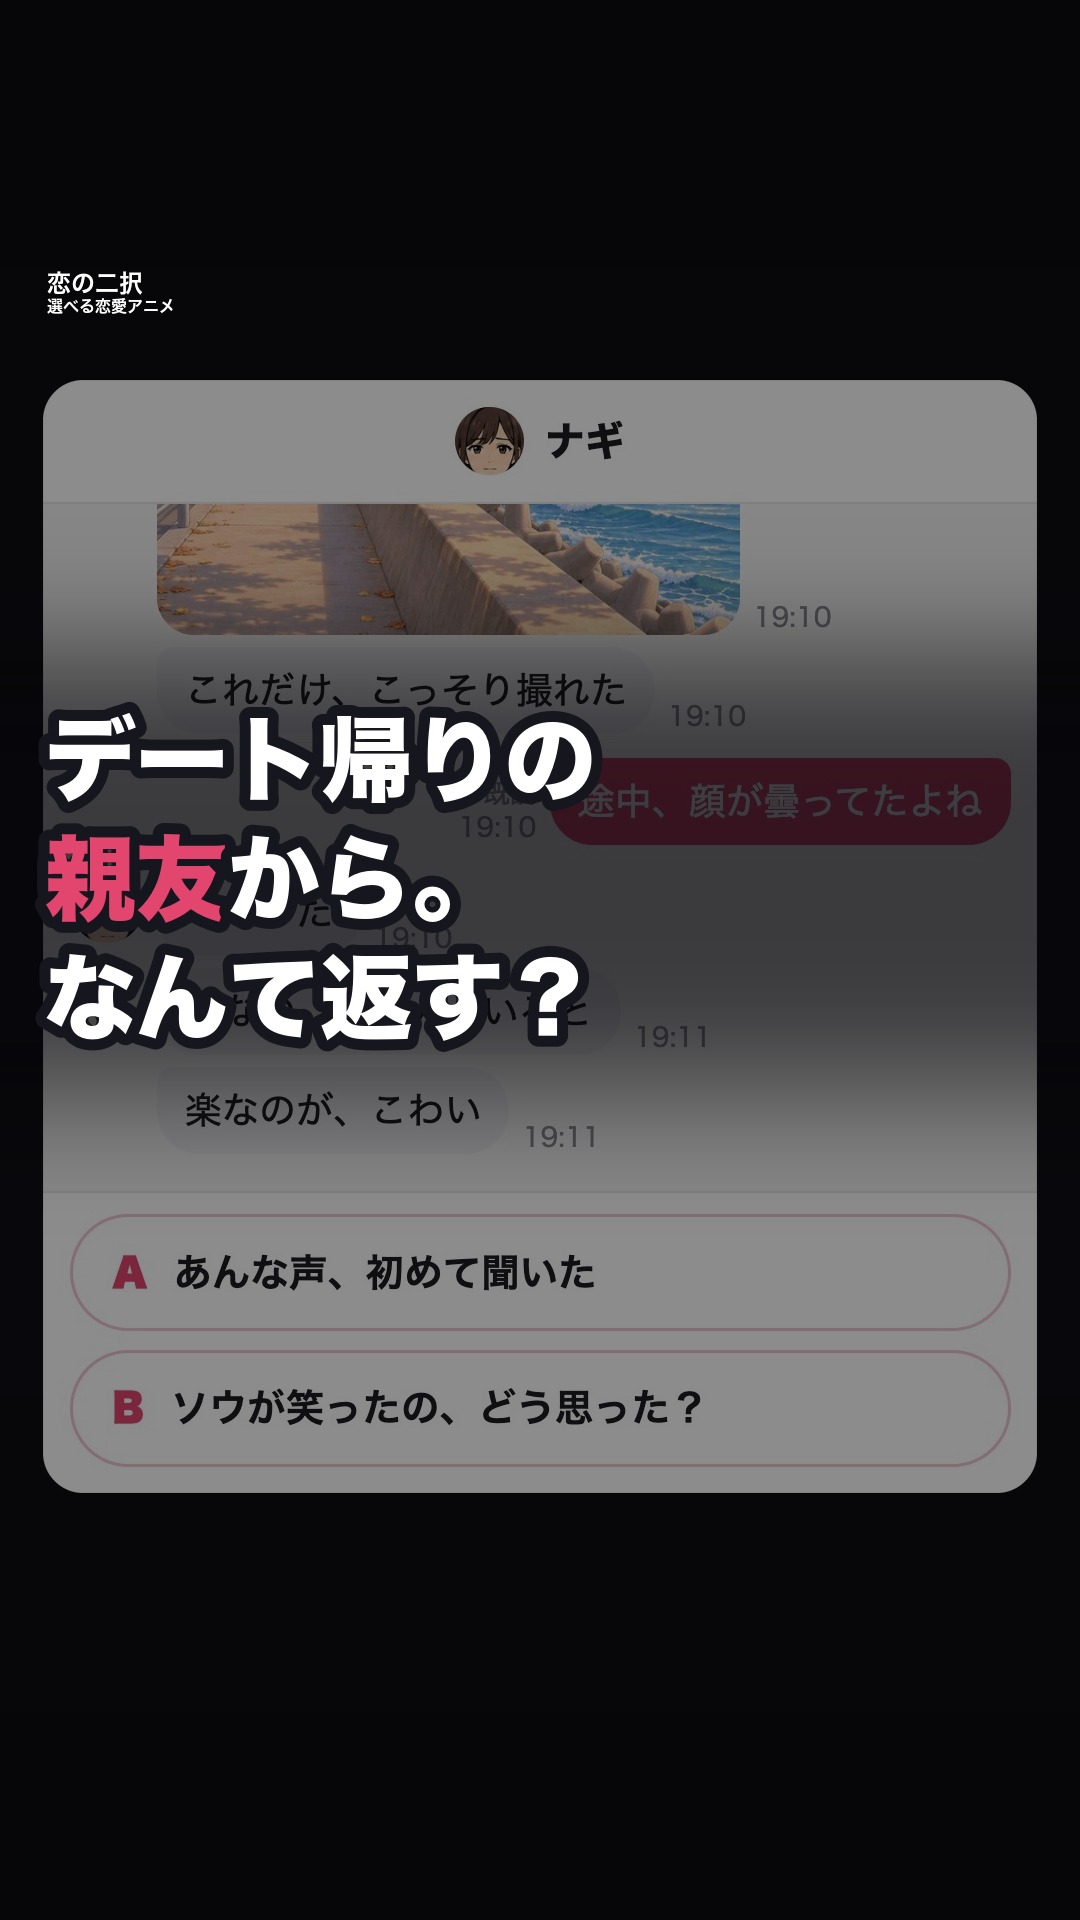 恋の二択
選べる恋愛アニメ
ナギ
19:10
これだけ、こっそり撮れた
19:10
デート帰りの
途中、顔が曇ってたよね
19:10
親友から。
19:10
なんて返す？
19:11
楽なのが、こわい
19:11
A あんな声、初めて聞いた
B ソウが笑ったの、どう思った？